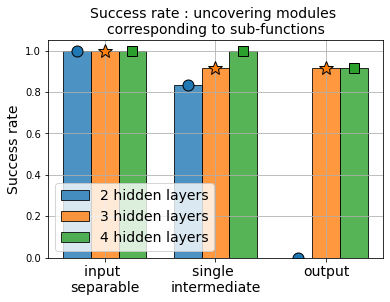 Success rate : uncovering modules
corresponding to sub-functions
Success rate
1.0
0.8
0.6
0.4
0.2
0.0
2 hidden layers
3 hidden layers
4 hidden layers
input
separable
single
intermediate
output